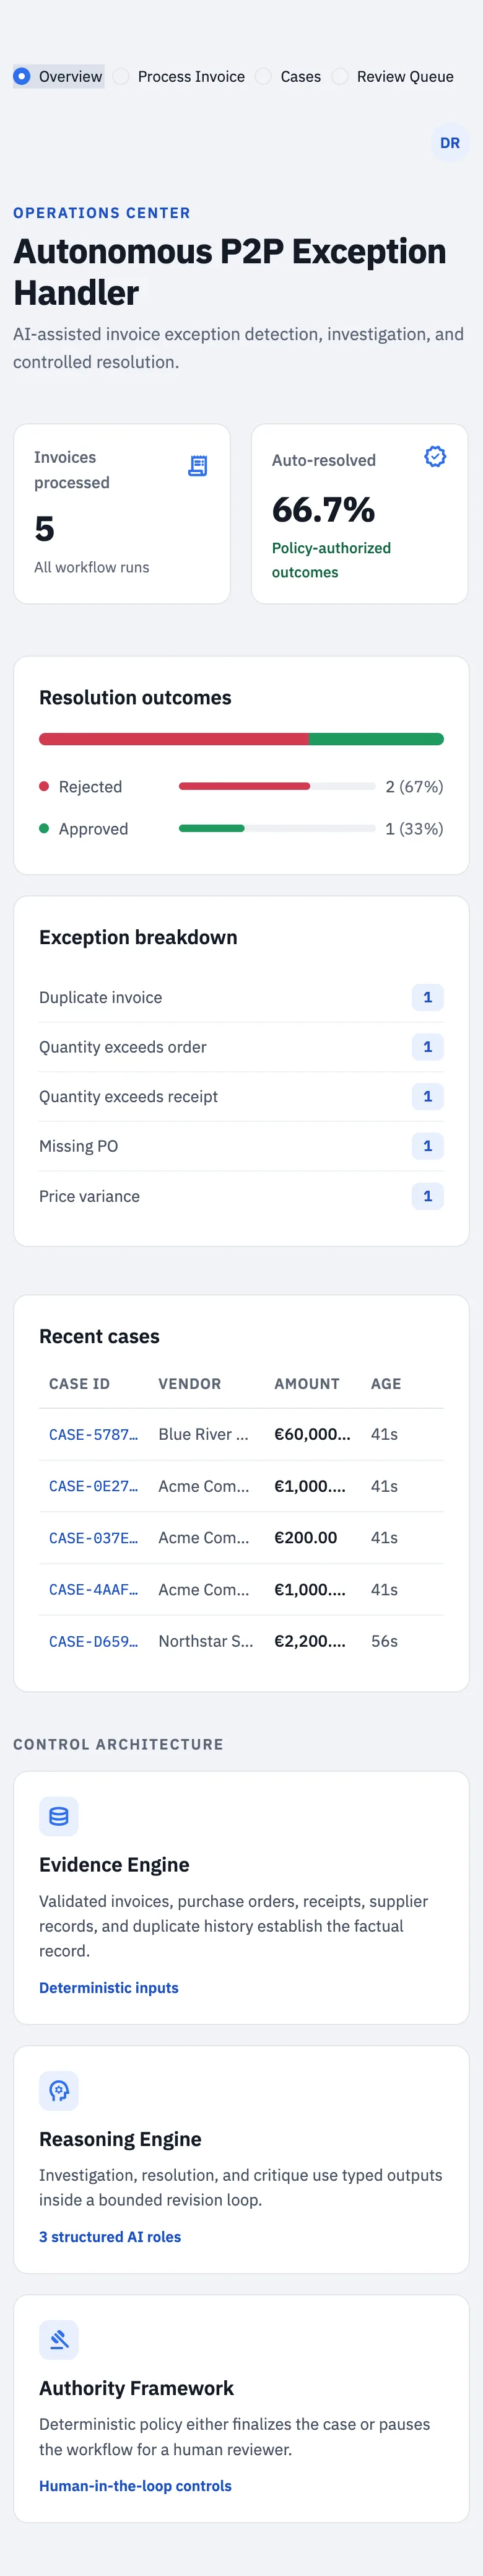 Overview Process Invoice Cases Review Queue
DR
OPERATIONS CENTER
Autonomous P2P Exception
Handler
AI-assisted invoice exception detection, investigation, and
controlled resolution.
Invoices
processed
5
All workflow runs
Auto-resolved
66.7%
Policy-authorized
outcomes
Resolution outcomes
Rejected 2 (67%)
Approved 1 (33%)
Exception breakdown
Duplicate invoice 1
Quantity exceeds order 1
Quantity exceeds receipt 1
Missing PO 1
Price variance 1
Recent cases
CASE ID VENDOR AMOUNT AGE
CASE-5787… Blue River … €60,000… 41s
CASE-0E27… Acme Com… €1,000.… 41s
CASE-037E… Acme Com… €200.00 41s
CASE-4AAF… Acme Com… €1,000.… 41s
CASE-D659… Northstar S… €2,200.… 56s
CONTROL ARCHITECTURE
Evidence Engine
Validated invoices, purchase orders, receipts, supplier
records, and duplicate history establish the factual
record.
Deterministic inputs
Reasoning Engine
Investigation, resolution, and critique use typed outputs
inside a bounded revision loop.
3 structured AI roles
Authority Framework
Deterministic policy either finalizes the case or pauses
the workflow for a human reviewer.
Human-in-the-loop controls